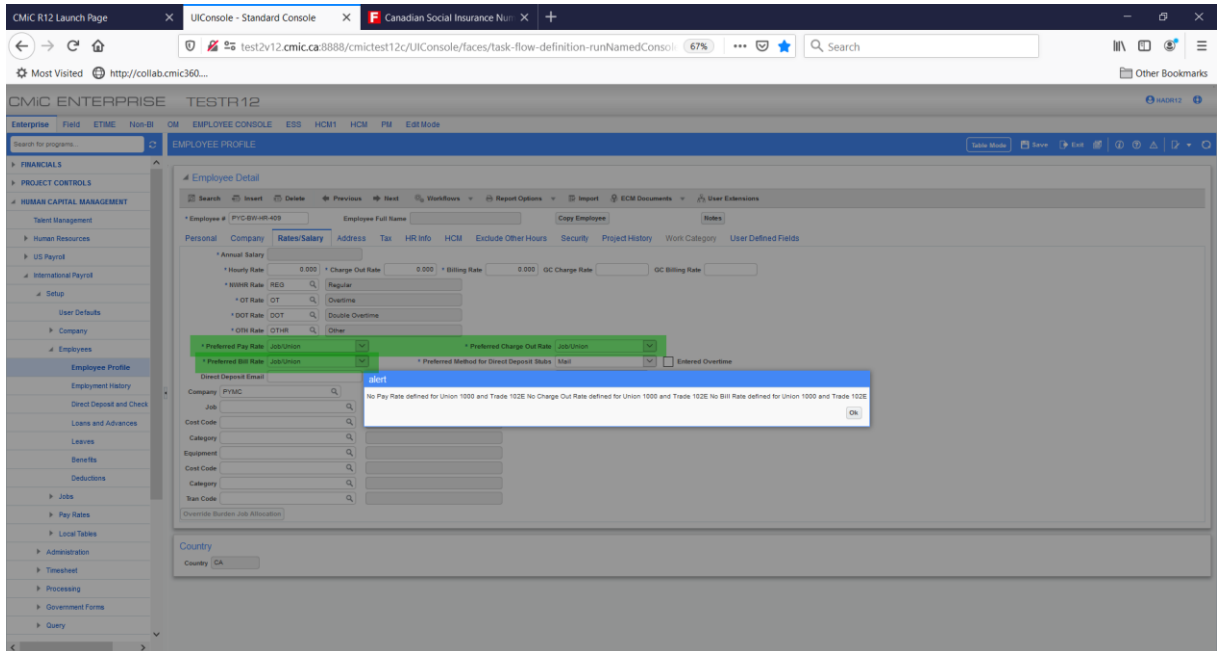 CMiC R12 Launch Page
UIConsole - Standard Console
Canadian Social Insurance Num
test2v12.cmic.ca:8888/cmictest12c/UIConsole/faces/task-flow-definition-runNamedConsol
67%
Search
Most Visited
http://collab.cmic360....
Other Bookmarks
CMiC ENTERPRISE TESTR12
HADR12
Enterprise Field ETIME Non-BI OM EMPLOYEE CONSOLE ESS HCM1 HCM PM Edit Mode
Search for programs...
EMPLOYEE PROFILE
Table Mode Save Exit
FINANCIALS
PROJECT CONTROLS
HUMAN CAPITAL MANAGEMENT
Talent Management
Human Resources
US Payroll
International Payroll
Setup
User Defaults
Company
Employees
Employee Profile
Employment History
Direct Deposit and Check
Loans and Advances
Leaves
Benefits
Deductions
Jobs
Pay Rates
Local Tables
Administration
Timesheet
Processing
Government Forms
Query
Employee Detail
Search Insert Delete Previous Next Workflows Report Options Import ECM Documents User Extensions
* Employee # PYC-BW-HR-409 Employee Full Name Copy Employee Notes
Personal Company Rates/Salary Address Tax HR Info HCM Exclude Other Hours Security Project History Work Category User Defined Fields
* Annual Salary
* Hourly Rate 0.000 * Charge Out Rate 0.000 * Billing Rate 0.000 GC Charge Rate GC Billing Rate
* NWHR Rate REG Regular
* OT Rate OT Overtime
* DOT Rate DOT Double Overtime
* OTH Rate OTHR Other
* Preferred Pay Rate Job/Union * Preferred Charge Out Rate Job/Union
* Preferred Bill Rate Job/Union * Preferred Method for Direct Deposit Stubs Mail Entered Overtime
Direct Deposit Email
alert
No Pay Rate defined for Union 1000 and Trade 102E No Charge Out Rate defined for Union 1000 and Trade 102E No Bill Rate defined for Union 1000 and Trade 102E
Ok
Company PYMC
Job
Cost Code
Category
Equipment
Cost Code
Category
Tran Code
Override Burden Job Allocation
Country
Country CA